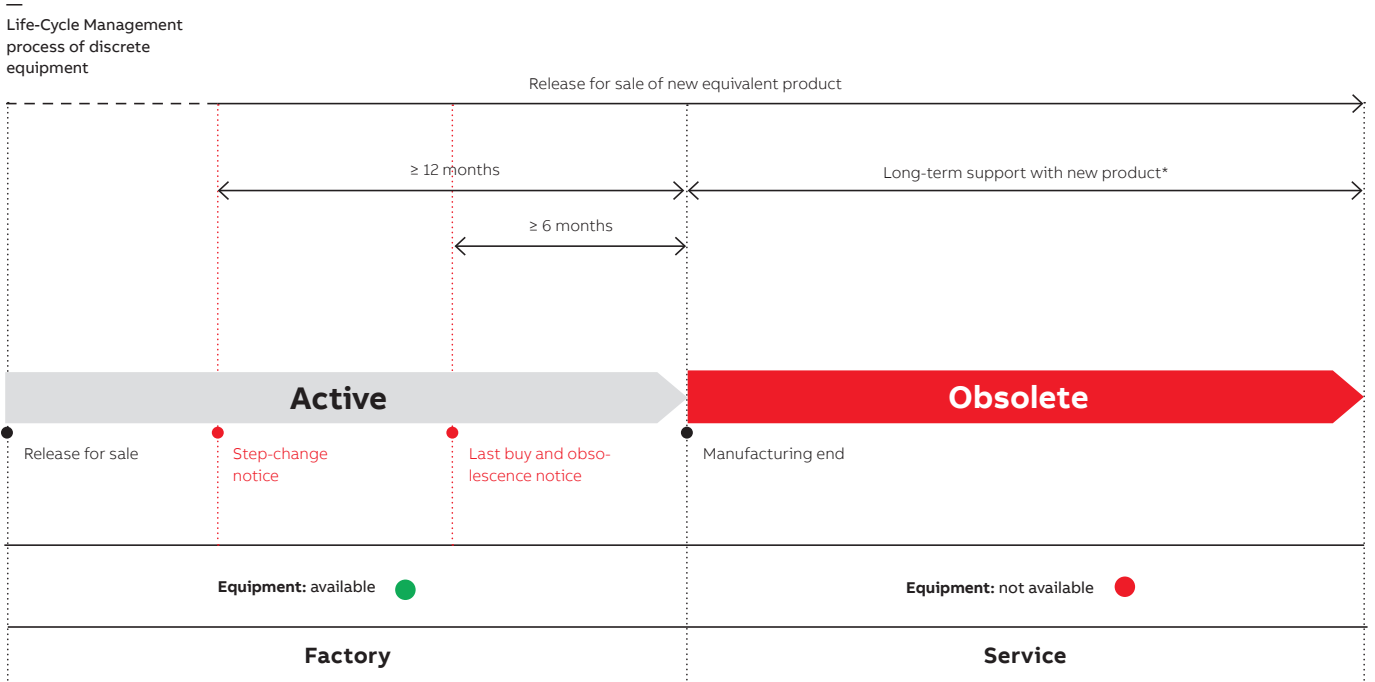 Life-Cycle Management
process of discrete
equipment
Release for sale of new equivalent product
≥ 12 months
Long-term support with new product*
≥ 6 months
Active
Obsolete
Release for sale
Step-change
notice
Last buy and obso-
lescence notice
Manufacturing end
Equipment: available
Equipment: not available
Factory
Service